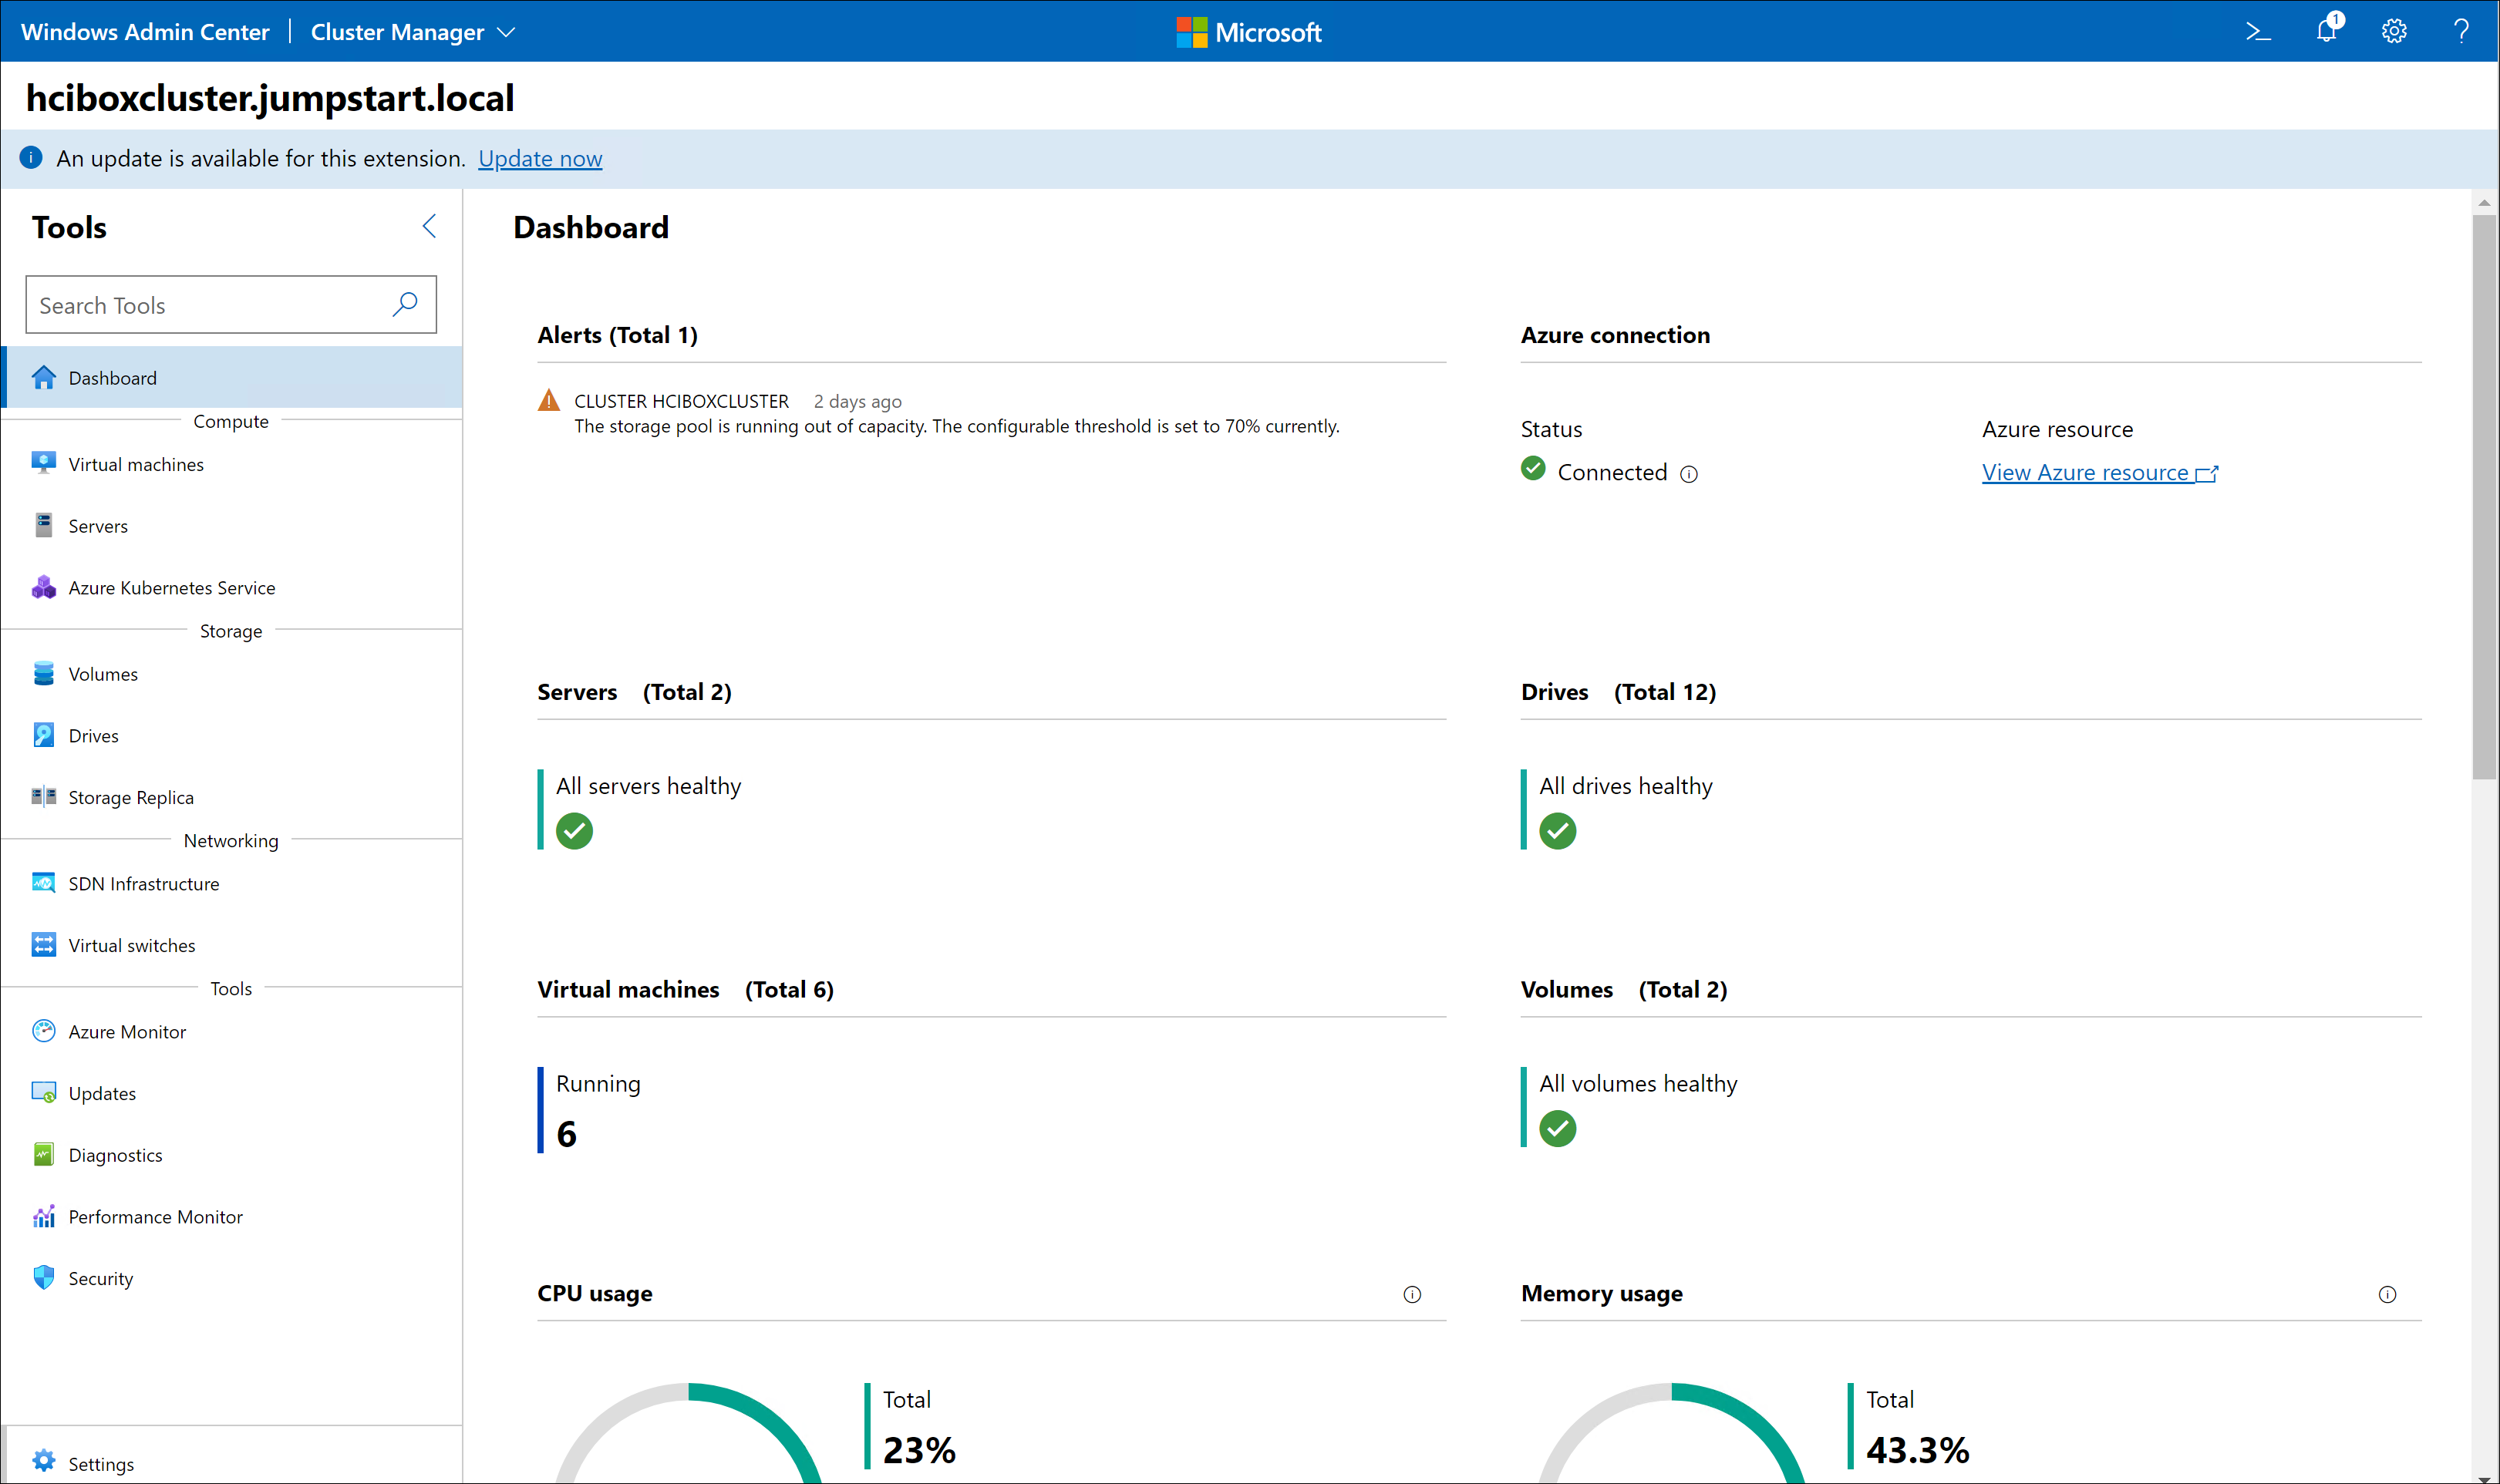 Windows Admin Center
Cluster Manager
Microsoft
1
hciboxcluster.jumpstart.local
An update is available for this extension. Update now
Tools
Search Tools
Dashboard
Compute
Virtual machines
Servers
Azure Kubernetes Service
Storage
Volumes
Drives
Storage Replica
Networking
SDN Infrastructure
Virtual switches
Tools
Azure Monitor
Updates
Diagnostics
Performance Monitor
Security
Settings
Dashboard
Alerts (Total 1)
CLUSTER HCIBOXCLUSTER 2 days ago
The storage pool is running out of capacity. The configurable threshold is set to 70% currently.
Azure connection
Status
Connected
Azure resource
View Azure resource
Servers (Total 2)
All servers healthy
Drives (Total 12)
All drives healthy
Virtual machines (Total 6)
Running
6
Volumes (Total 2)
All volumes healthy
CPU usage
Total
23%
Memory usage
Total
43.3%